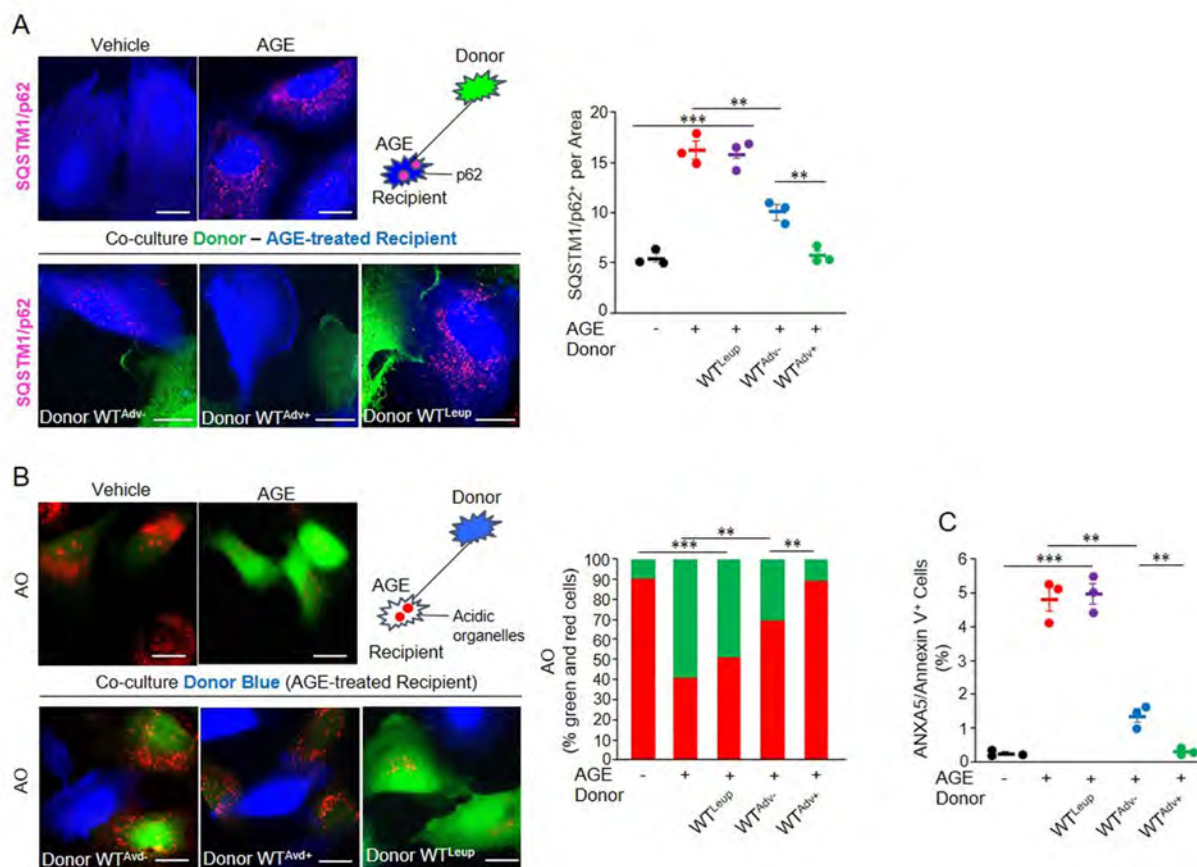 A
Vehicle
AGE
SQSTM1/p62
Donor
AGE
p62
Recipient
Co-culture Donor – AGE-treated Recipient
SQSTM1/p62
Donor WTAdv-
Donor WTAdv+
Donor WTLeup
**
***
**
SQSTM1/p62+ per Area
20
15
10
5
0
AGE - + + + +
Donor
WTLeup
WTAdv-
WTAdv+
B
Vehicle
AGE
AO
Donor
AGE
Acidic
organelles
Recipient
Co-culture Donor Blue (AGE-treated Recipient)
AO
Donor WTAvd-
Donor WTAvd+
Donor WTLeup
**
***
**
AO
(% green and red cells)
100
90
80
70
60
50
40
30
20
10
0
AGE - + + + +
Donor
WTLeup
WTAdv-
WTAdv+
C
**
***
**
ANXA5/Annexin V+ Cells
(%)
6
5
4
3
2
1
0
AGE - + + + +
Donor
WTLeup
WTAdv-
WTAdv+